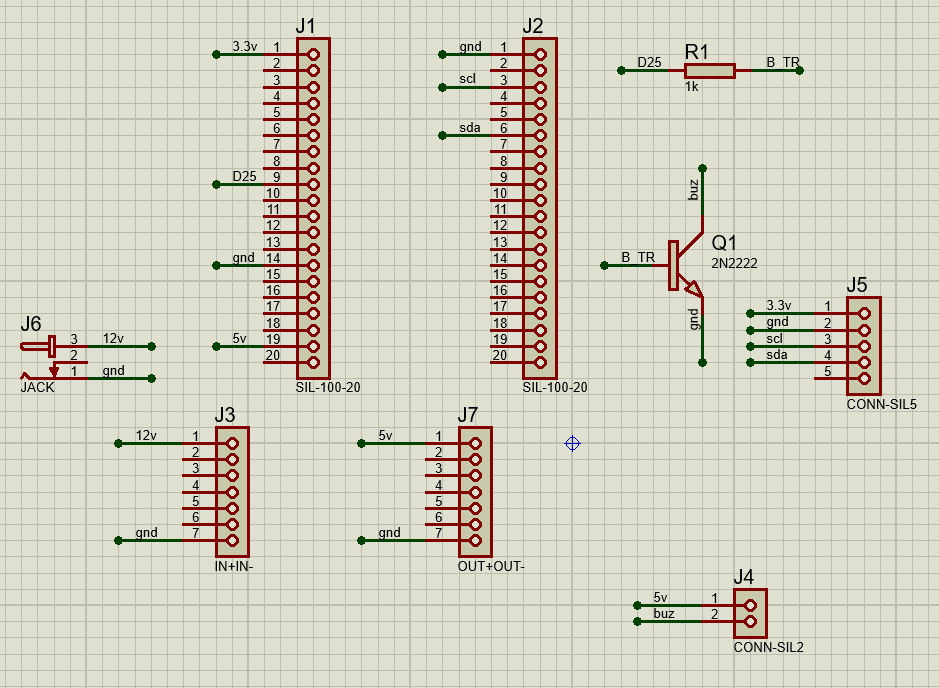 J1
3.3v 1
2
3
4
5
6
7
8
D25 9
10
11
12
13
gnd 14
15
16
17
18
5v 19
20
SIL-100-20
J2
gnd 1
2
scl 3
4
5
sda 6
7
8
9
10
11
12
13
14
15
16
17
18
19
20
SIL-100-20
R1
D25 B_TR
1k
buz
Q1
B_TR 2N2222
gnd
J5
3.3v 1
gnd 2
scl 3
sda 4
5
CONN-SIL5
J6
3 12v
2
1 gnd
JACK
J3
12v 1
2
3
4
5
6
gnd 7
IN+IN-
J7
5v 1
2
3
4
5
6
gnd 7
OUT+OUT-
J4
5v 1
buz 2
CONN-SIL2